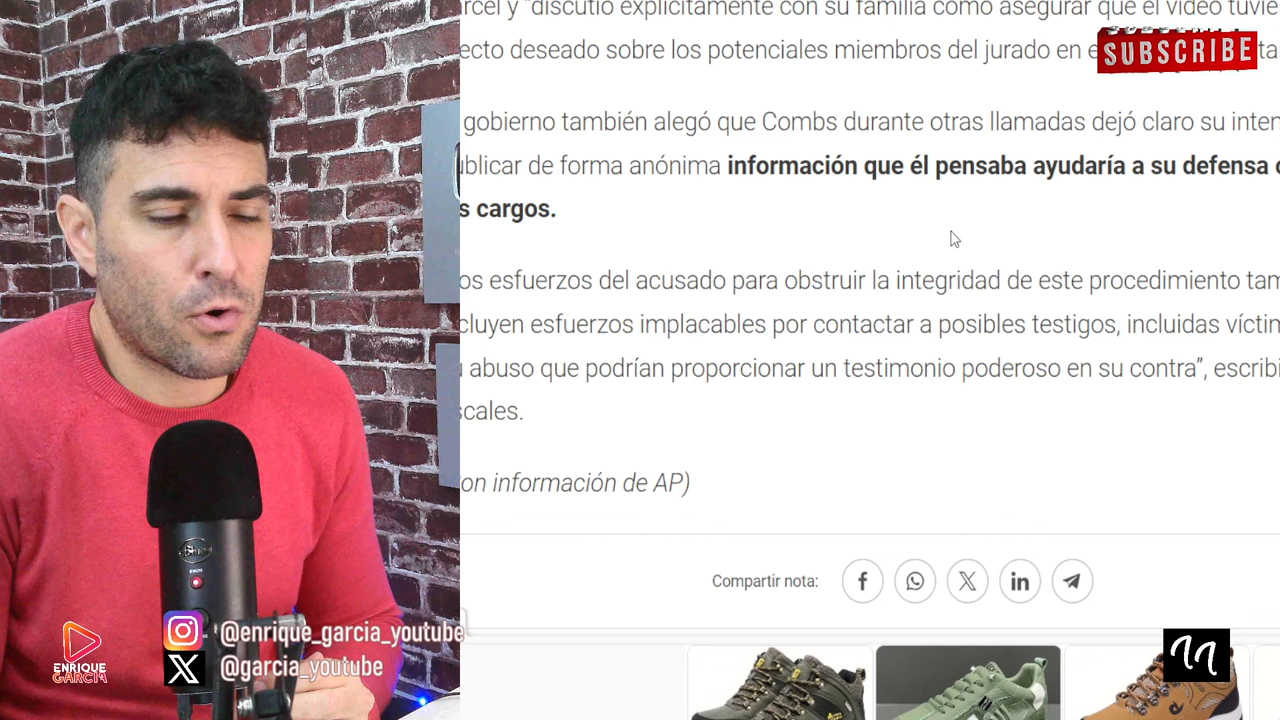 arcel y “discutió explícitamente con su familia cómo asegurar que el video tuvie
ecto deseado sobre los potenciales miembros del jurado en e
SUBSCRIBE
gobierno también alegó que Combs durante otras llamadas dejó claro su inten
ublicar de forma anónima información que él pensaba ayudaría a su defensa c
s cargos.
os esfuerzos del acusado para obstruir la integridad de este procedimiento tam
cluyen esfuerzos implacables por contactar a posibles testigos, incluidas víctin
u abuso que podrían proporcionar un testimonio poderoso en su contra”, escribi
scales.
on información de AP)
Compartir nota:
@enrique_garcia_youtube
@garcia_youtube
ENRIQUE
GARCIA